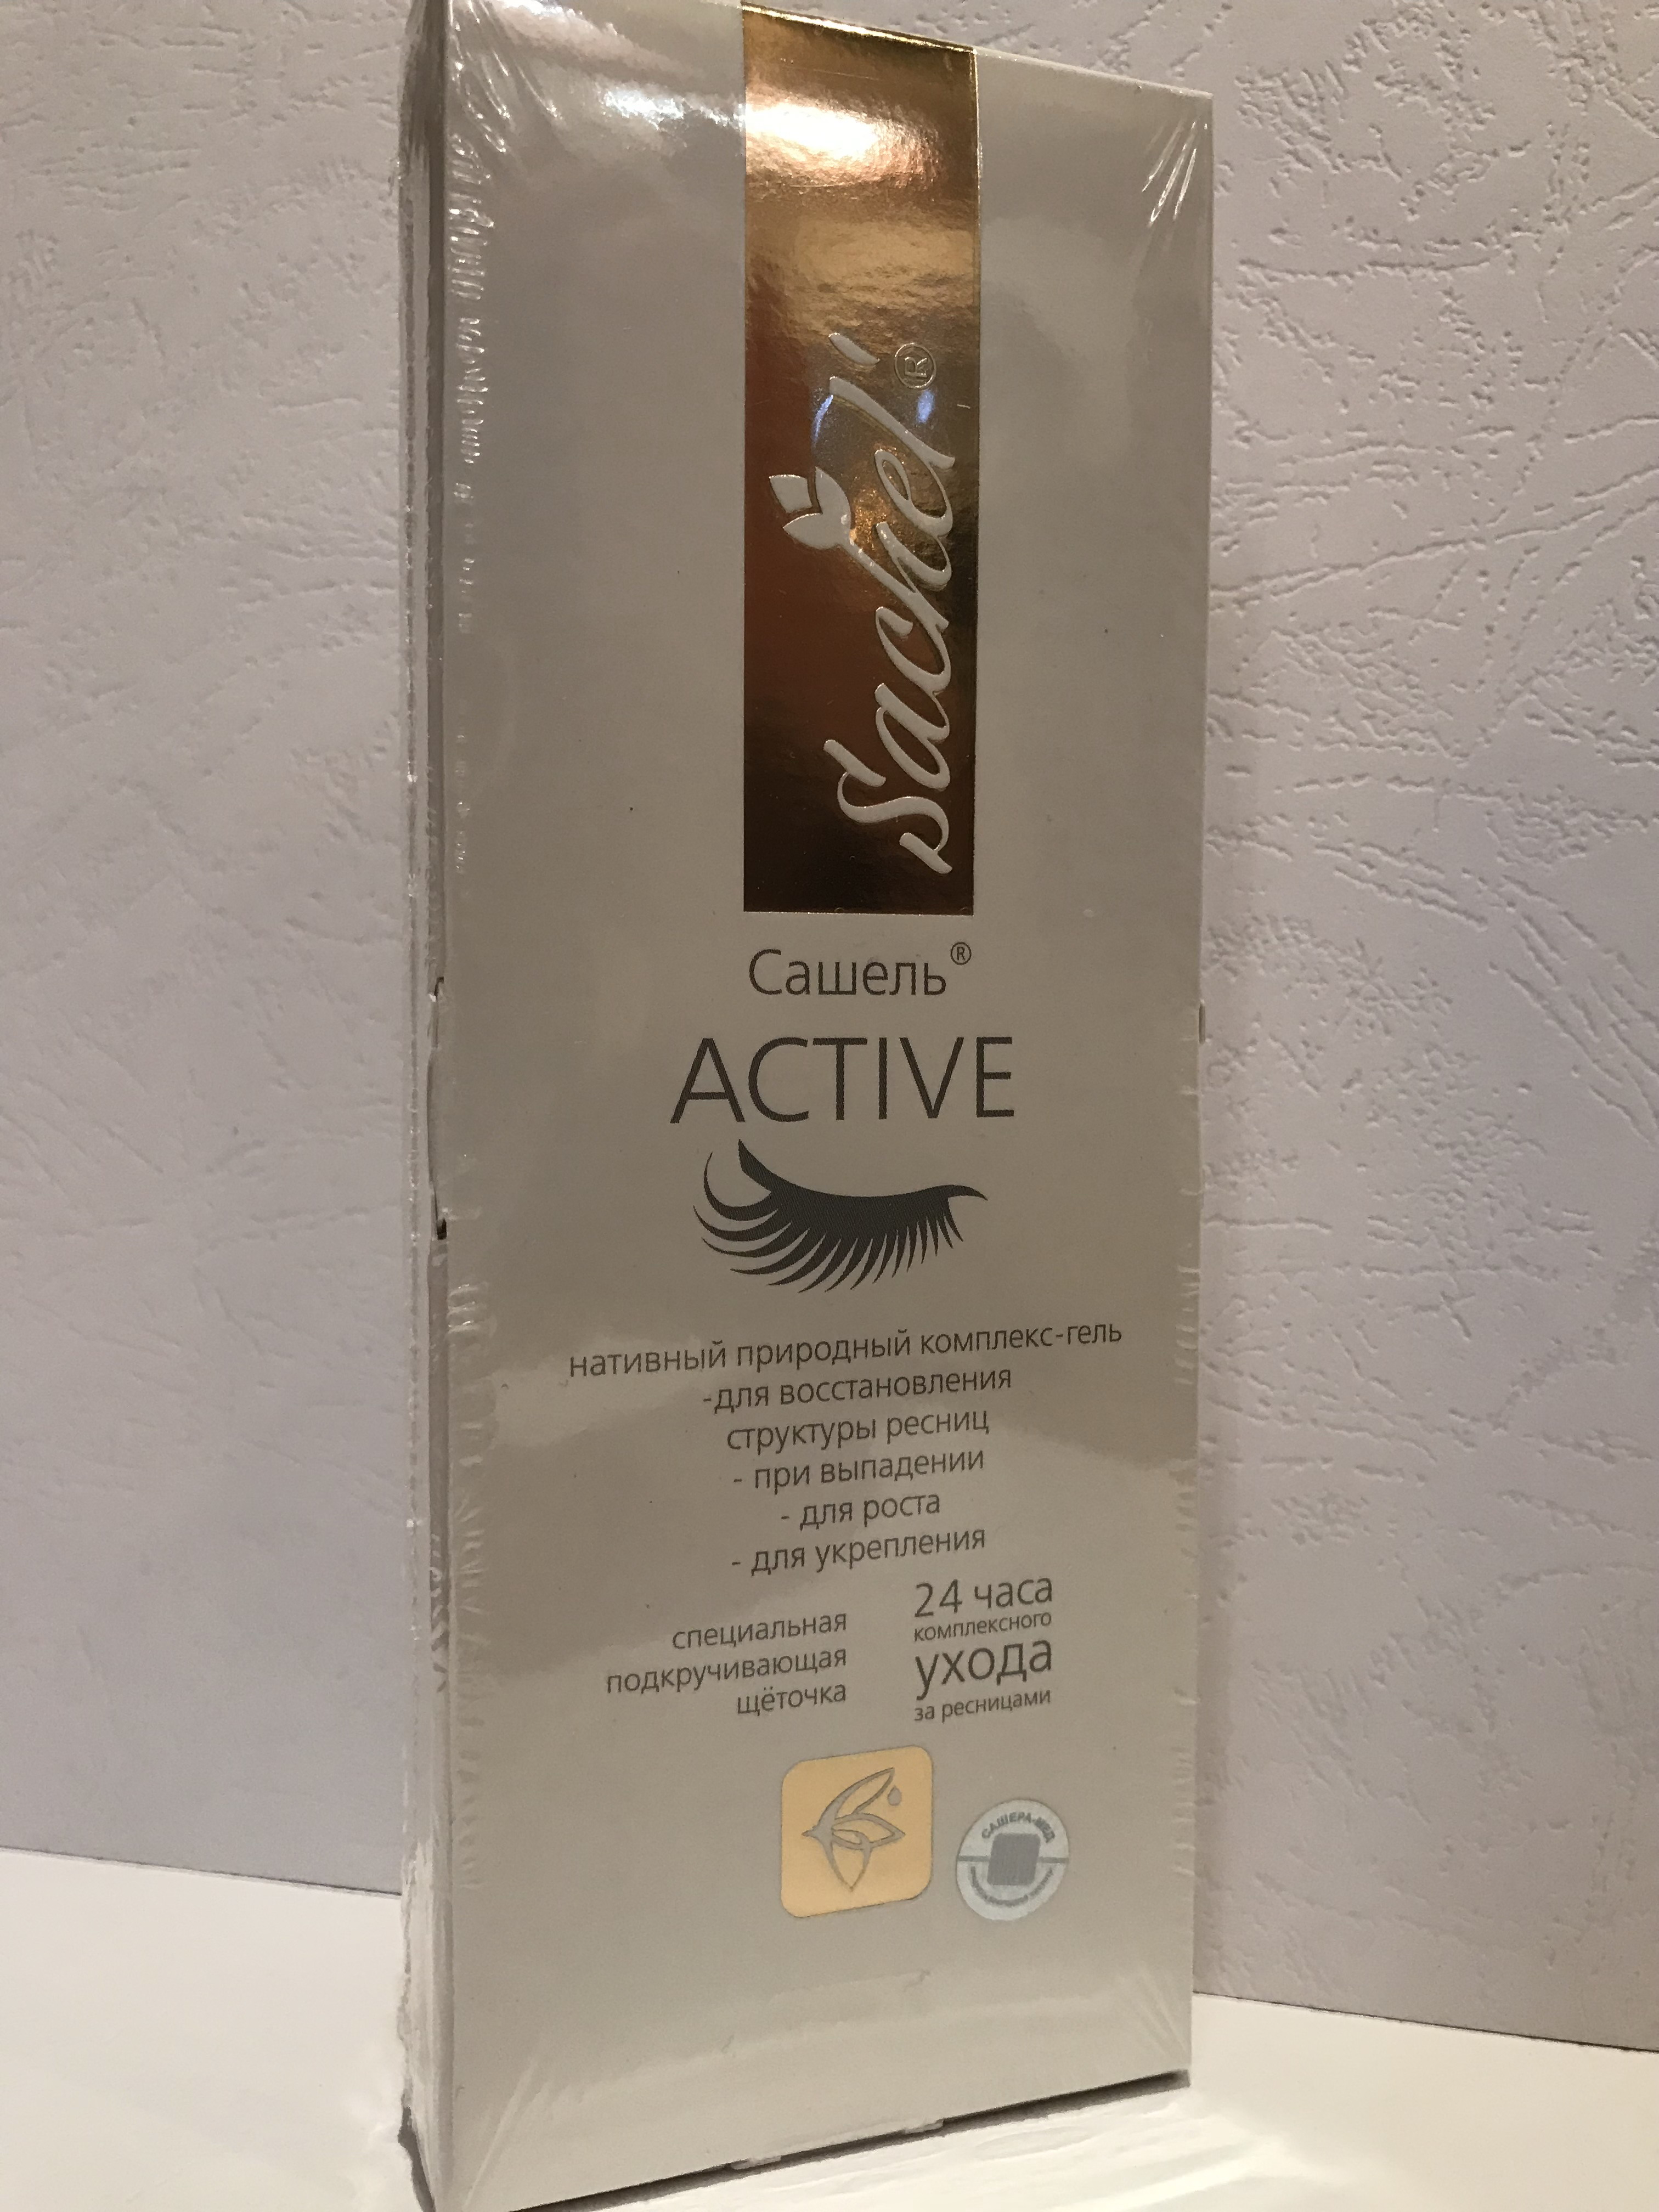 S'achel'®
Сашель®
ACTIVE
нативный природный комплекс-гель
-для восстановления
структуры ресниц
- при выпадении
- для роста
- для укрепления
специальная
подкручивающая
щёточка
24 часа
комплексного
ухода
за ресницами
САШЕРА-МЕД